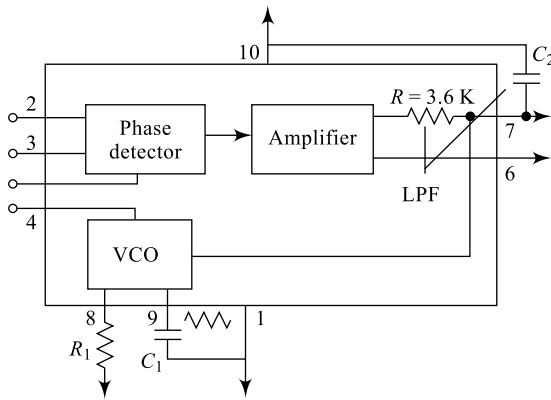 10
C2
R = 3.6 K
2
Phase
detector
Amplifier
7
3
6
LPF
4
VCO
8
9
1
R1
C1